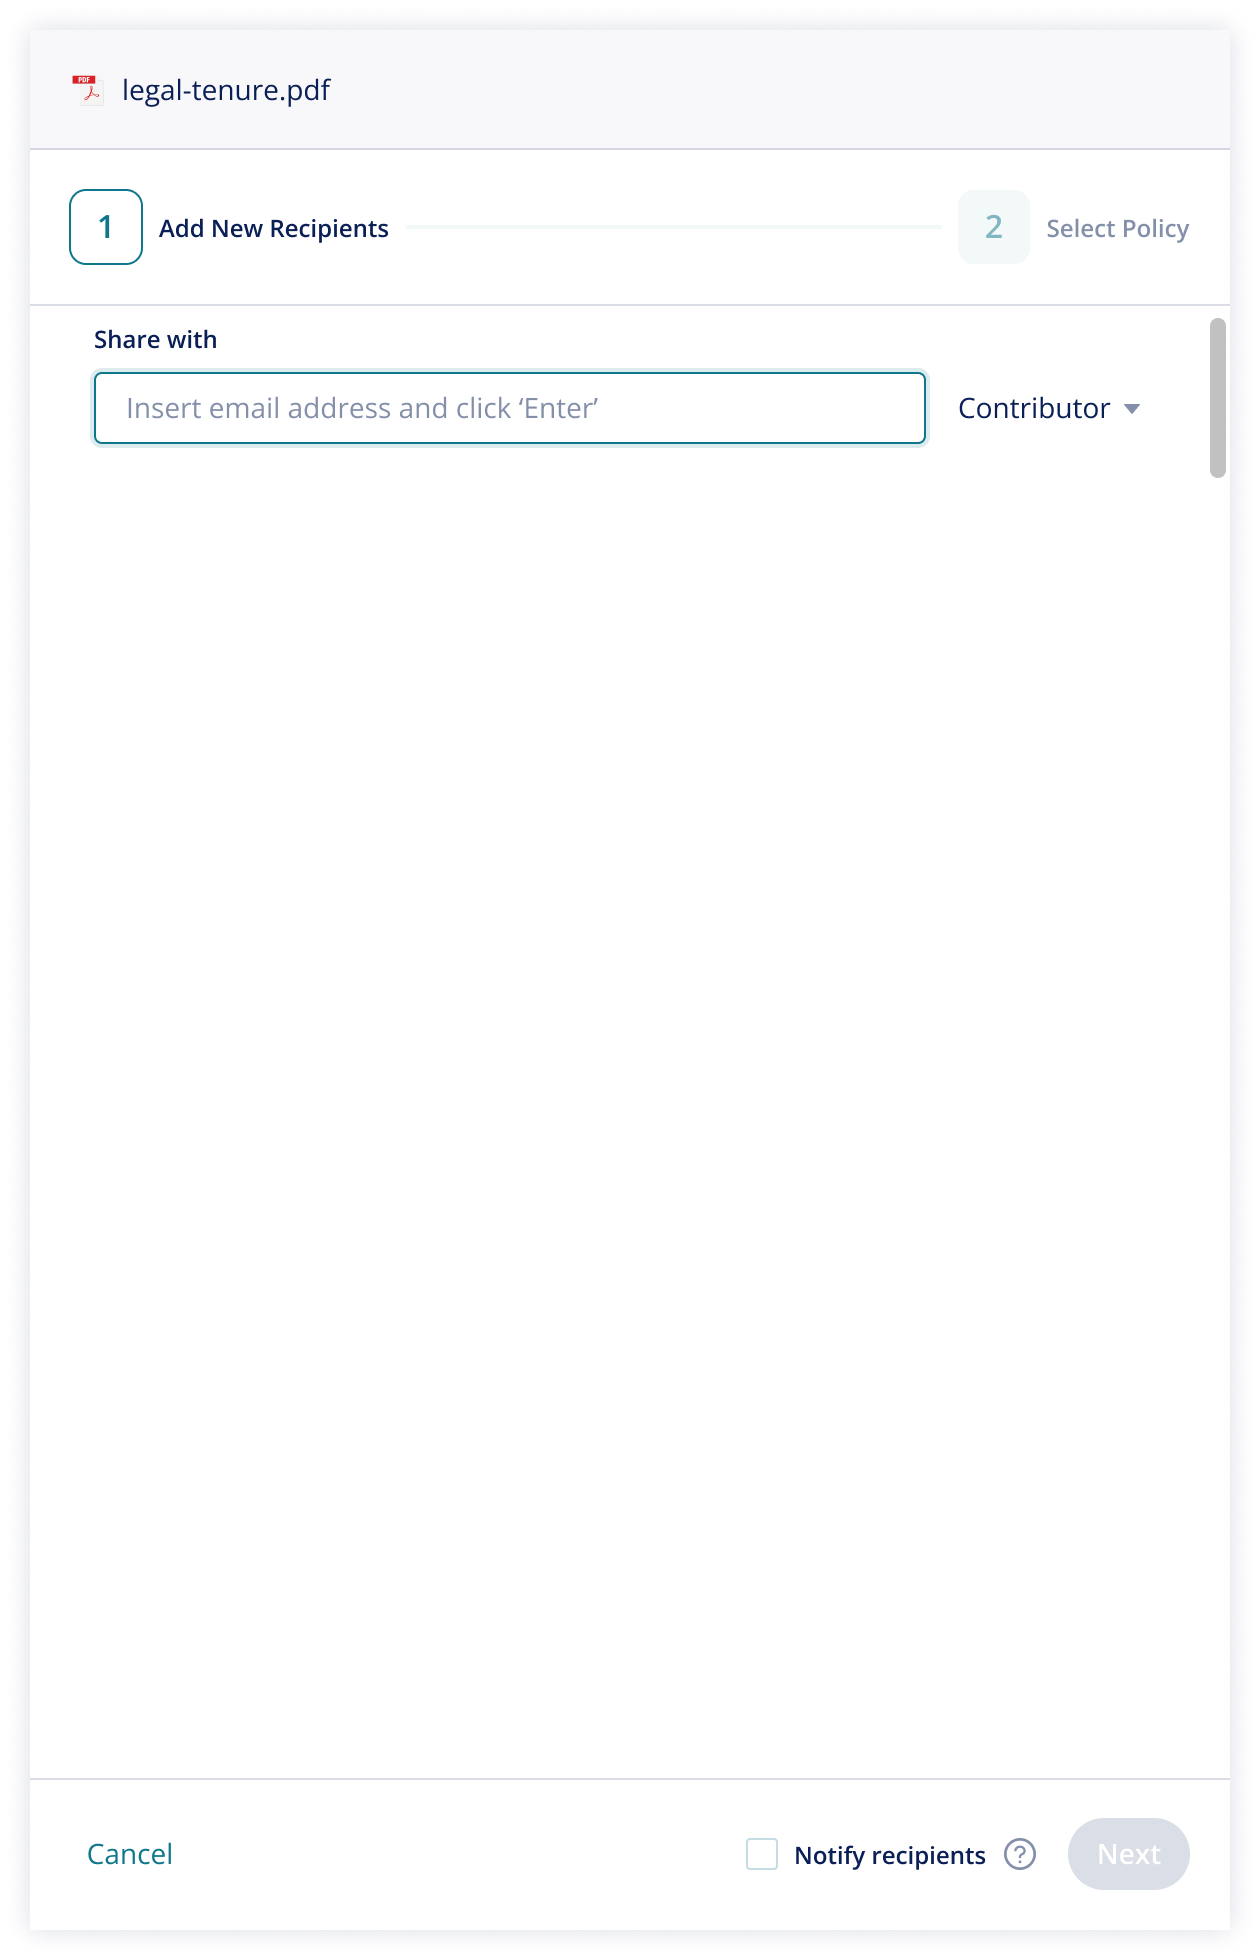 PDF
legal-tenure.pdf
1 Add New Recipients 2 Select Policy
Share with
Insert email address and click ‘Enter’ Contributor
Cancel Notify recipients ? Next